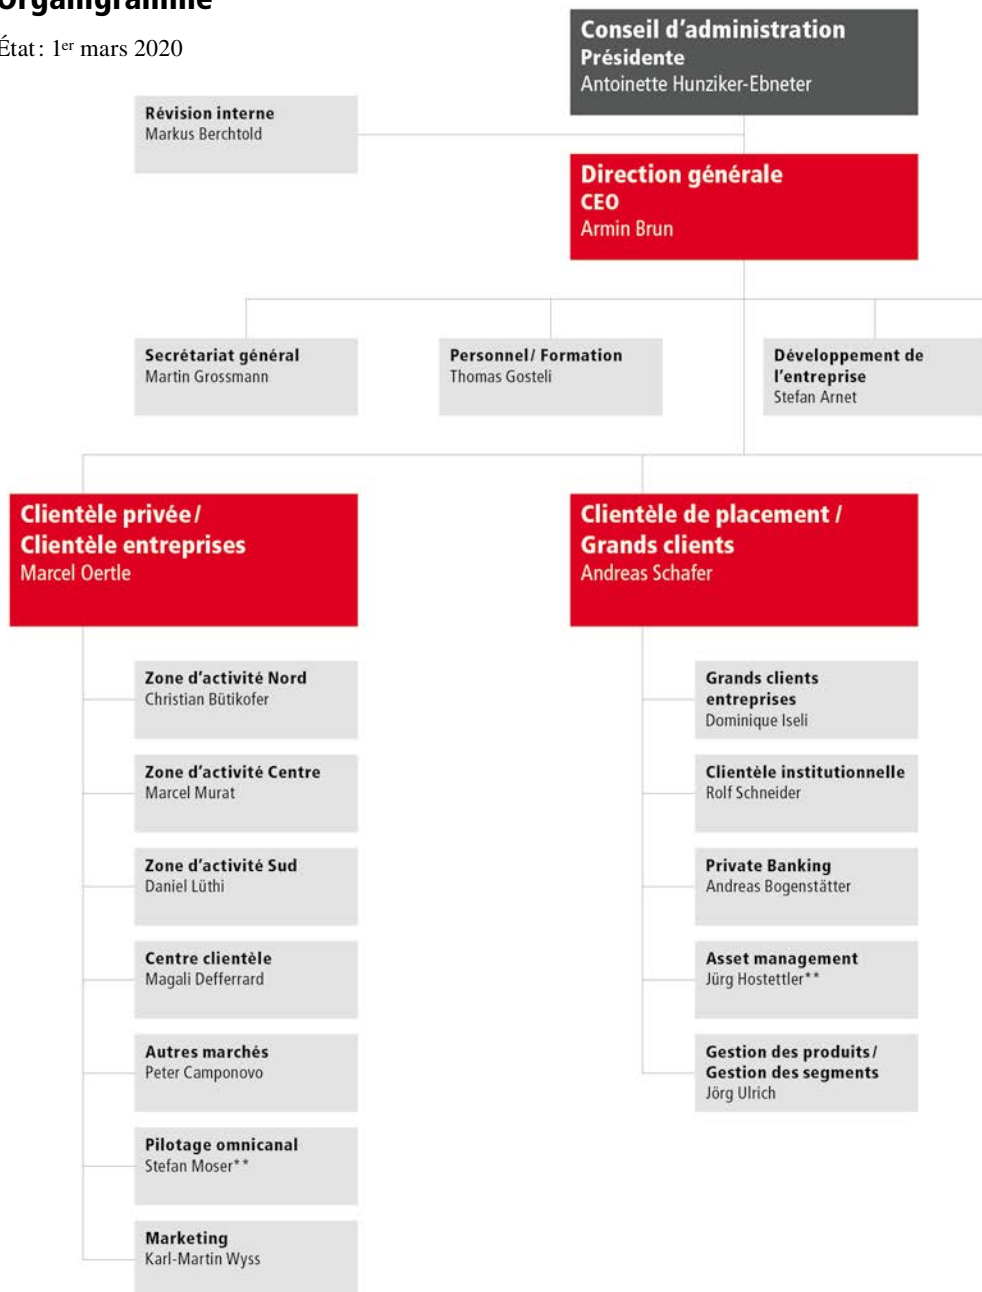 Organigramme
État : 1er mars 2020
Conseil d'administration
Présidente
Antoinette Hunziker-Ebneter
Révision interne
Markus Berchtold
Direction générale
CEO
Armin Brun
Secrétariat général
Martin Grossmann
Personnel / Formation
Thomas Gosteli
Développement de
l'entreprise
Stefan Arnet
Clientèle privée /
Clientèle entreprises
Marcel Oertle
Zone d'activité Nord
Christian Bütikofer
Zone d'activité Centre
Marcel Murat
Zone d'activité Sud
Daniel Lüthi
Centre clientèle
Magali Defferrard
Autres marchés
Peter Camponovo
Pilotage omnicanal
Stefan Moser**
Marketing
Karl-Martin Wyss
Clientèle de placement /
Grands clients
Andreas Schafer
Grands clients
entreprises
Dominique Iseli
Clientèle institutionnelle
Rolf Schneider
Private Banking
Andreas Bogenstätter
Asset management
Jürg Hostettler**
Gestion des produits /
Gestion des segments
Jörg Ulrich